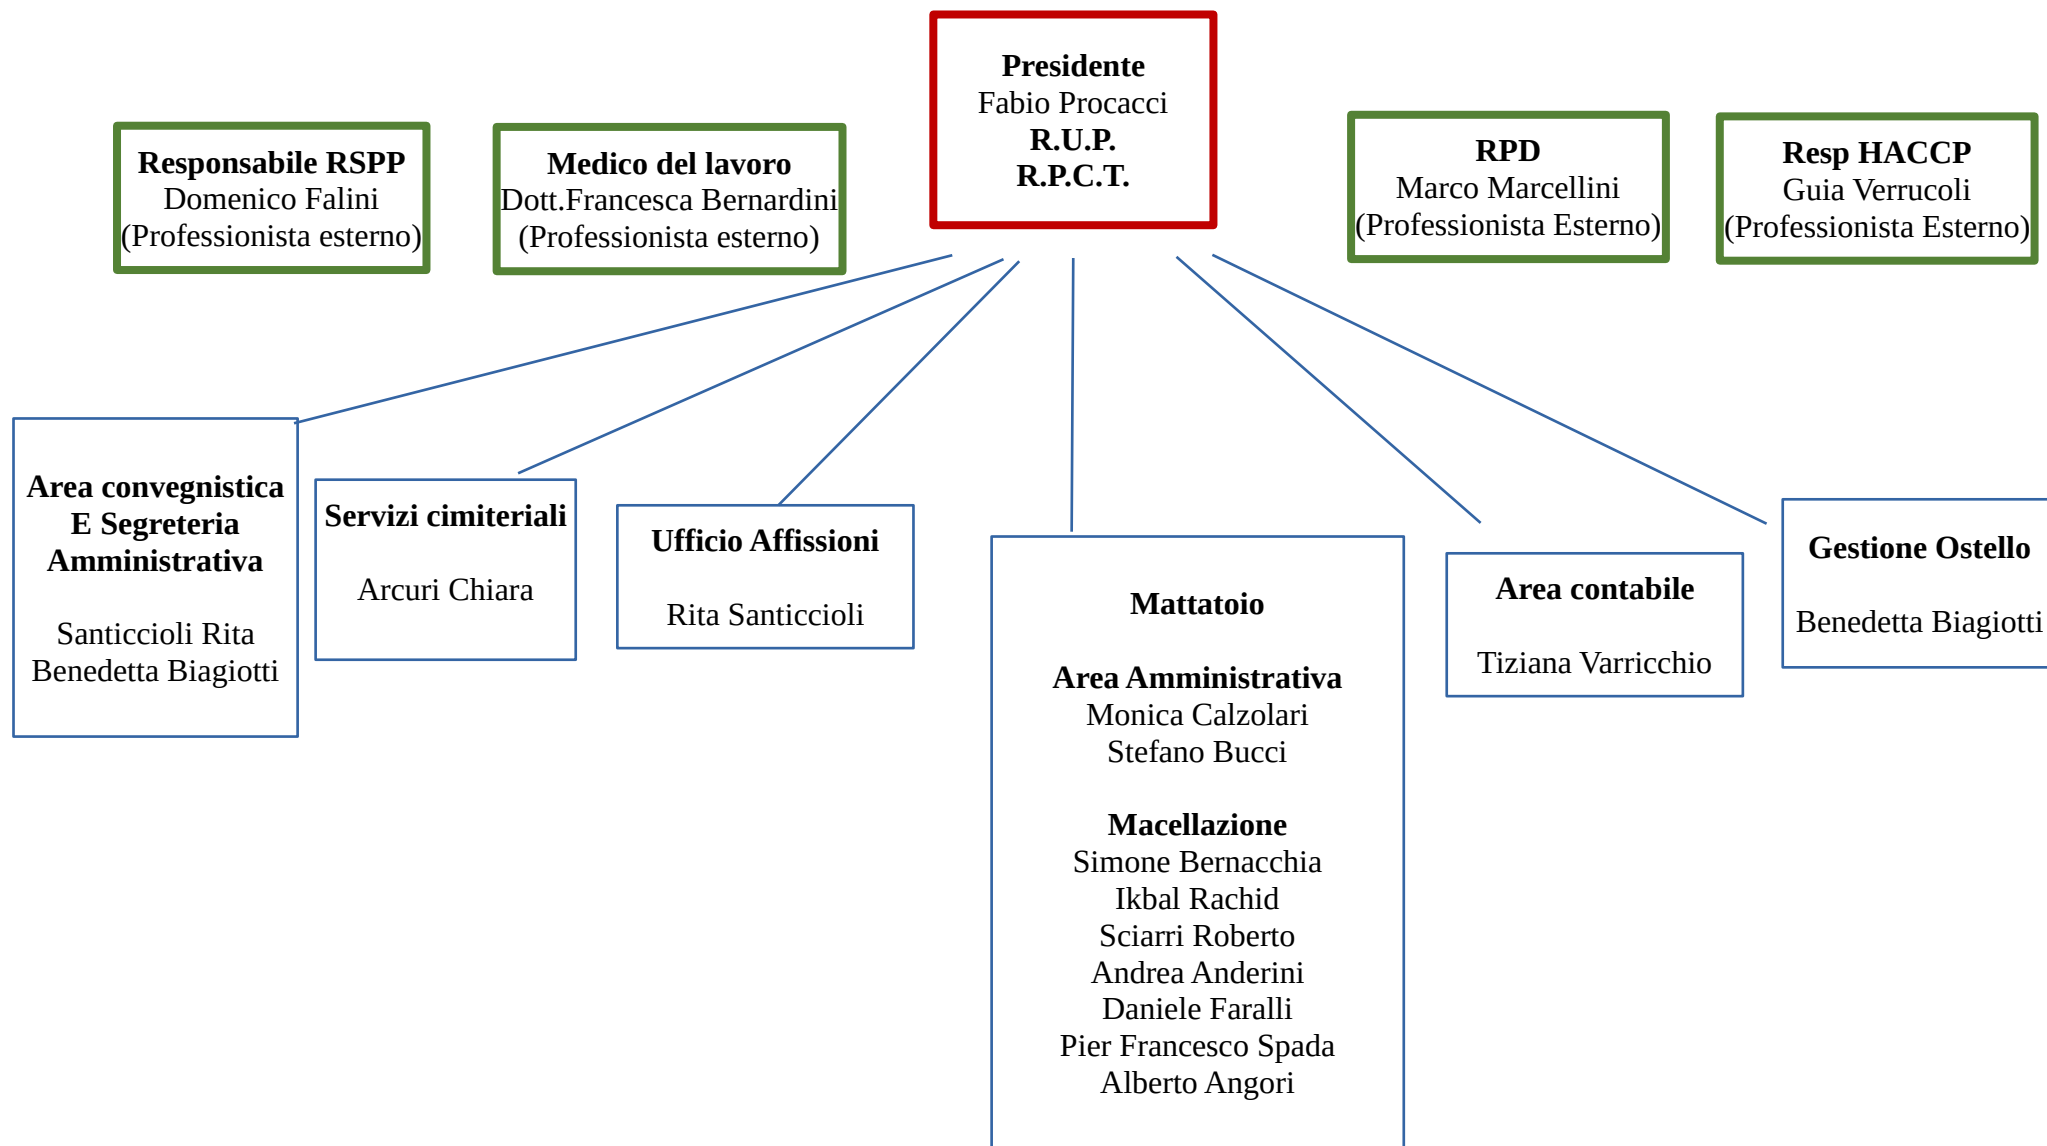 Presidente
Fabio Procacci
R.U.P.
R.P.C.T.
Responsabile RSPP
Domenico Falini
(Professionista esterno)
Medico del lavoro
Dott.Francesca Bernardini
(Professionista esterno)
RPD
Marco Marcellini
(Professionista Esterno)
Resp HACCP
Guia Verrucoli
(Professionista Esterno)
Area convegnistica
E Segreteria
Amministrativa
Santiccioli Rita
Benedetta Biagiotti
Servizi cimiteriali
Arcuri Chiara
Ufficio Affissioni
Rita Santiccioli
Mattatoio
Area Amministrativa
Monica Calzolari
Stefano Bucci
Macellazione
Simone Bernacchia
Ikbal Rachid
Sciarri Roberto
Andrea Anderini
Daniele Faralli
Pier Francesco Spada
Alberto Angori
Area contabile
Tiziana Varricchio
Gestione Ostello
Benedetta Biagiotti